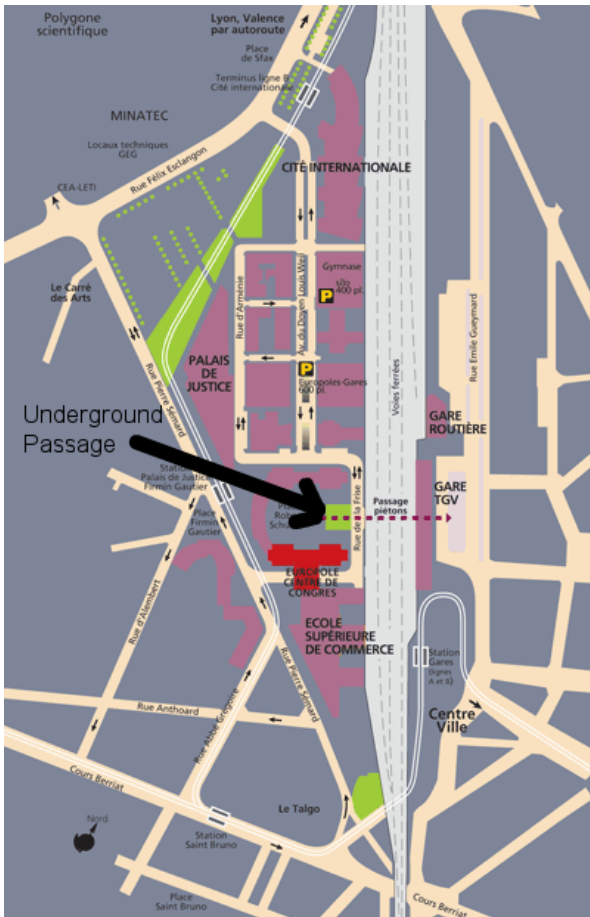 Polygone
scientifique
Lyon, Valence
par autoroute
Place
de Sfax
Terminus ligne B
Cité internationale
MINATEC
Locaux techniques
GEG
Rue Félix Esclangon
CEA-LETI
CITÉ INTERNATIONALE
Le Carré
des Arts
Gymnase
P
silo
400 pl.
Rue d'Arménie
Av. du Doyen Louis Weil
Rue Emile Gueymard
Voies ferrées
PALAIS
DE
JUSTICE
P
Europoles-Gares
600 pl.
Rue Pierre Sémard
Underground
Passage
GARE
ROUTIÈRE
Station
Palais de Justice
Firmin Gautier
GARE
TGV
Passage
piétons
Rue de la Frise
Place
Firmin
Gautier
EUROPOLE
CENTRE DE
CONGRES
Rue d'Alembert
ECOLE
SUPÉRIEURE
DE COMMERCE
Rue Pierre Sémard
Station
Gares
(lignes
A et B)
Rue Anthoard
Rue Abbé Grégoire
Centre
Ville
Cours Berriat
Le Talgo
Nord
Station
Saint Bruno
Place
Saint Bruno
Cours Berriat